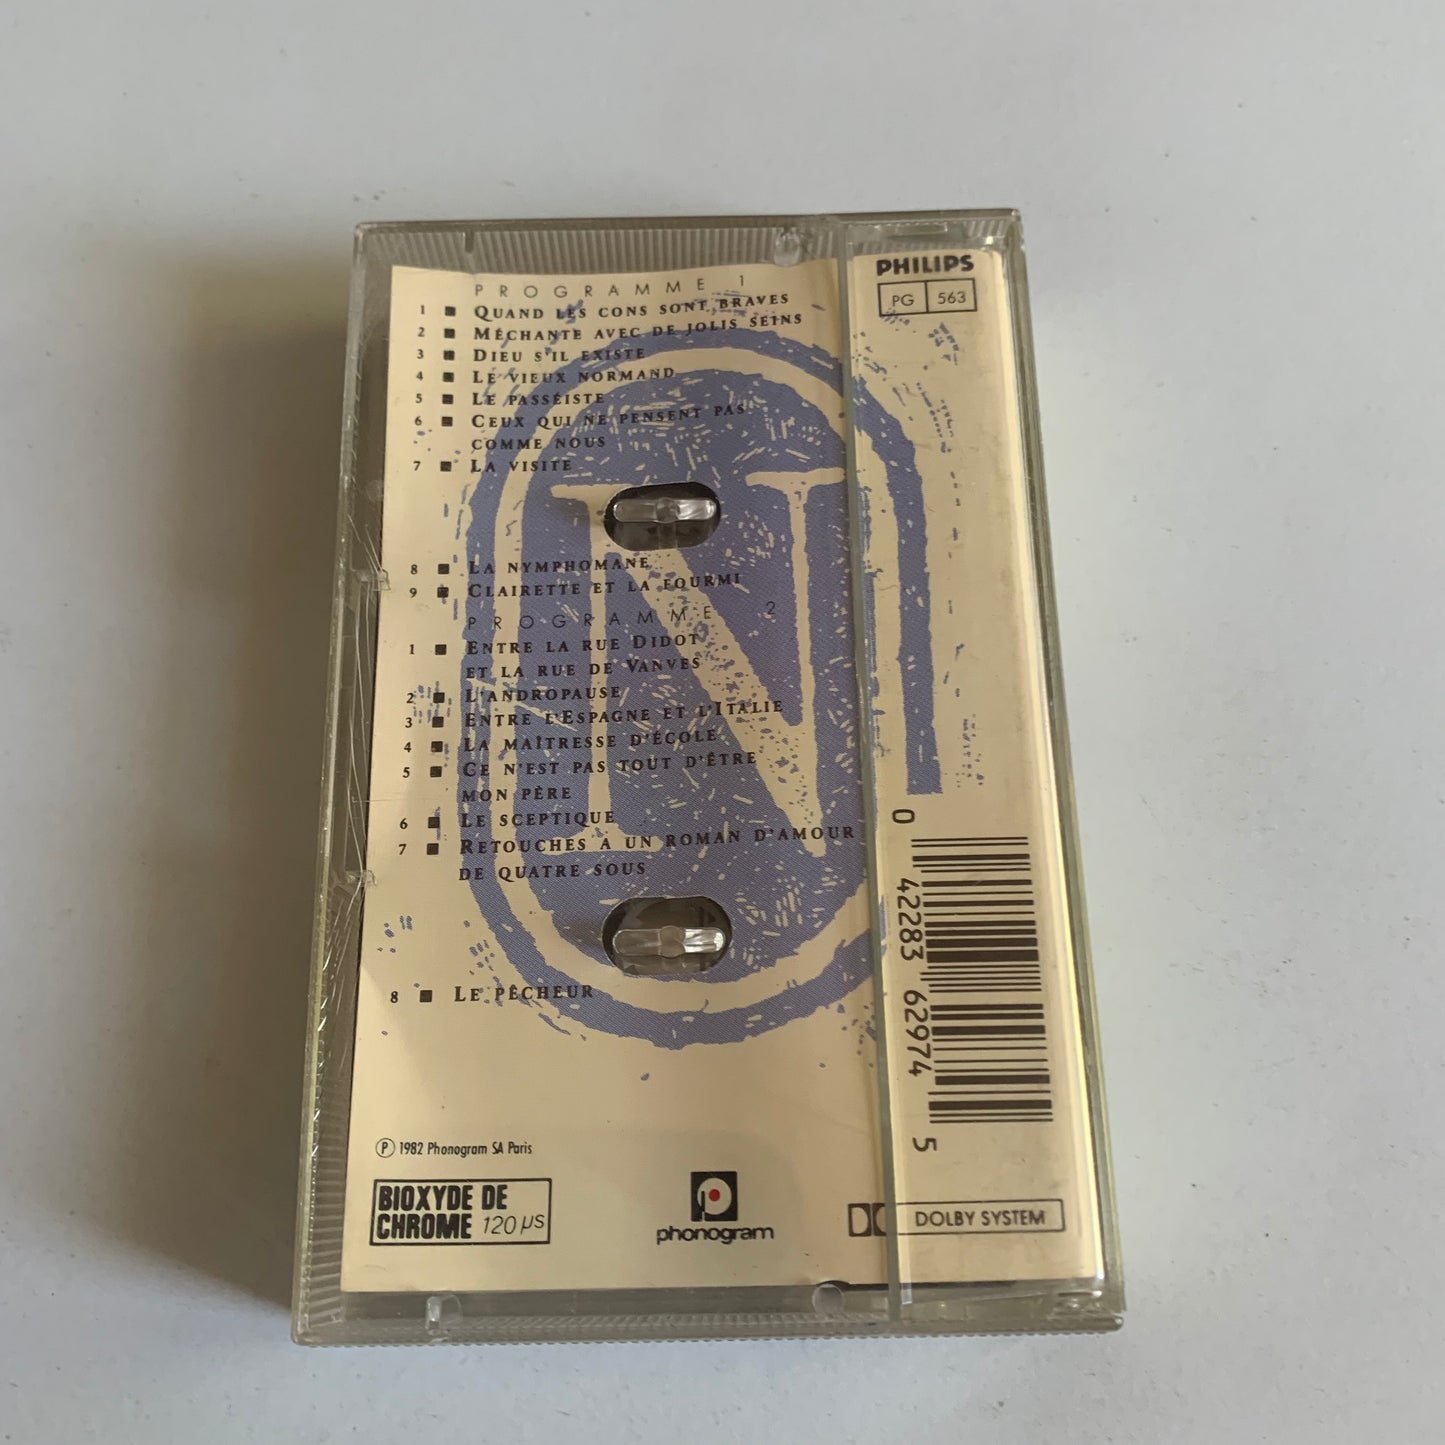 PROGRAMME 1
1 ■ QUAND LES CONS SONT BRAVES
2 ■ MÉCHANTE AVEC DE JOLIS SEINS
3 ■ DIEU S'IL EXISTE
4 ■ LE VIEUX NORMAND
5 ■ LE PASSÉISTE
6 ■ CEUX QUI NE PENSENT PAS
COMME NOUS
7 ■ LA VISITE
8 ■ LA NYMPHOMANE
9 ■ CLAIRETTE ET LA FOURMI
PROGRAMME 2
1 ■ ENTRE LA RUE DIDOT
ET LA RUE DE VANVES
2 ■ L'ANDROPAUSE
3 ■ ENTRE L'ESPAGNE ET L'ITALIE
4 ■ LA MAÎTRESSE D'ÉCOLE
5 ■ CE N'EST PAS TOUT D'ÊTRE
MON PÈRE
6 ■ LE SCEPTIQUE
7 ■ RETOUCHES A UN ROMAN D'AMOUR
DE QUATRE SOUS
8 ■ LE PÊCHEUR
N
℗ 1982 Phonogram SA Paris
BIOXYDE DE
CHROME 120 µs
phonogram
DOLBY SYSTEM
PHILIPS
PG 563
0 42283 62974 5